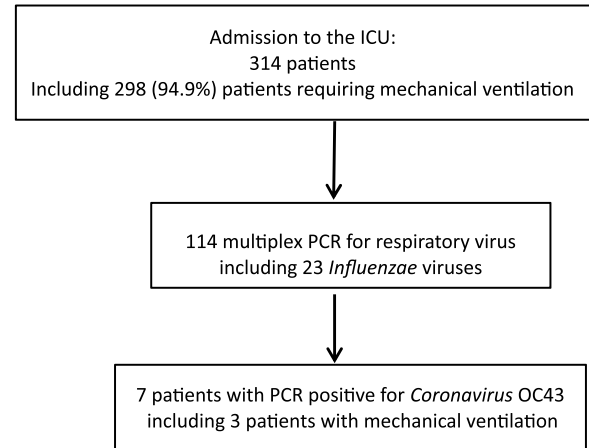 Admission to the ICU:
314 patients
Including 298 (94.9%) patients requiring mechanical ventilation
114 multiplex PCR for respiratory virus
including 23 Influenzae viruses
7 patients with PCR positive for Coronavirus OC43
including 3 patients with mechanical ventilation